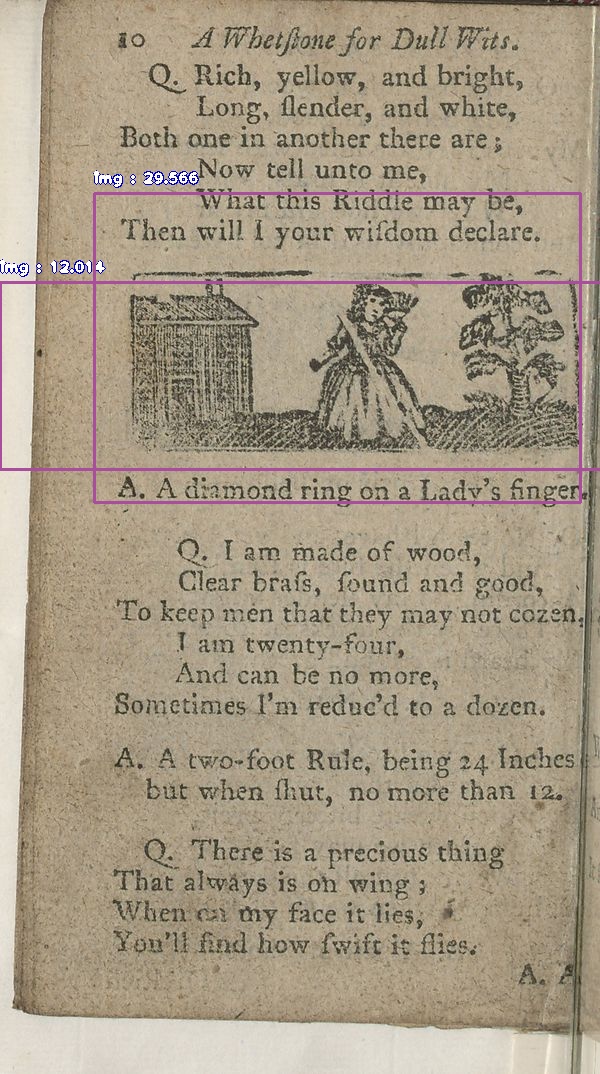 10 A Whetſtone for Dull Wits.
Q. Rich, yellow, and bright,
Long, ſlender, and white,
Both one in another there are;
img : 29.566
Now tell unto me,
What this Riddle may be,
Then will I your wiſdom declare.
img : 12.014
A. A diamond ring on a Lady's finger.
Q. I am made of wood,
Clear braſs, ſound and good,
To keep men that they may not cozen.
I am twenty-four,
And can be no more,
Sometimes I'm reduc'd to a dozen.
A. A two-foot Rule, being 24 Inches
but when ſhut, no more than 12.
Q. There is a precious thing
That always is on wing;
When on my face it lies,
You'll find how ſwift it flies.
A. A